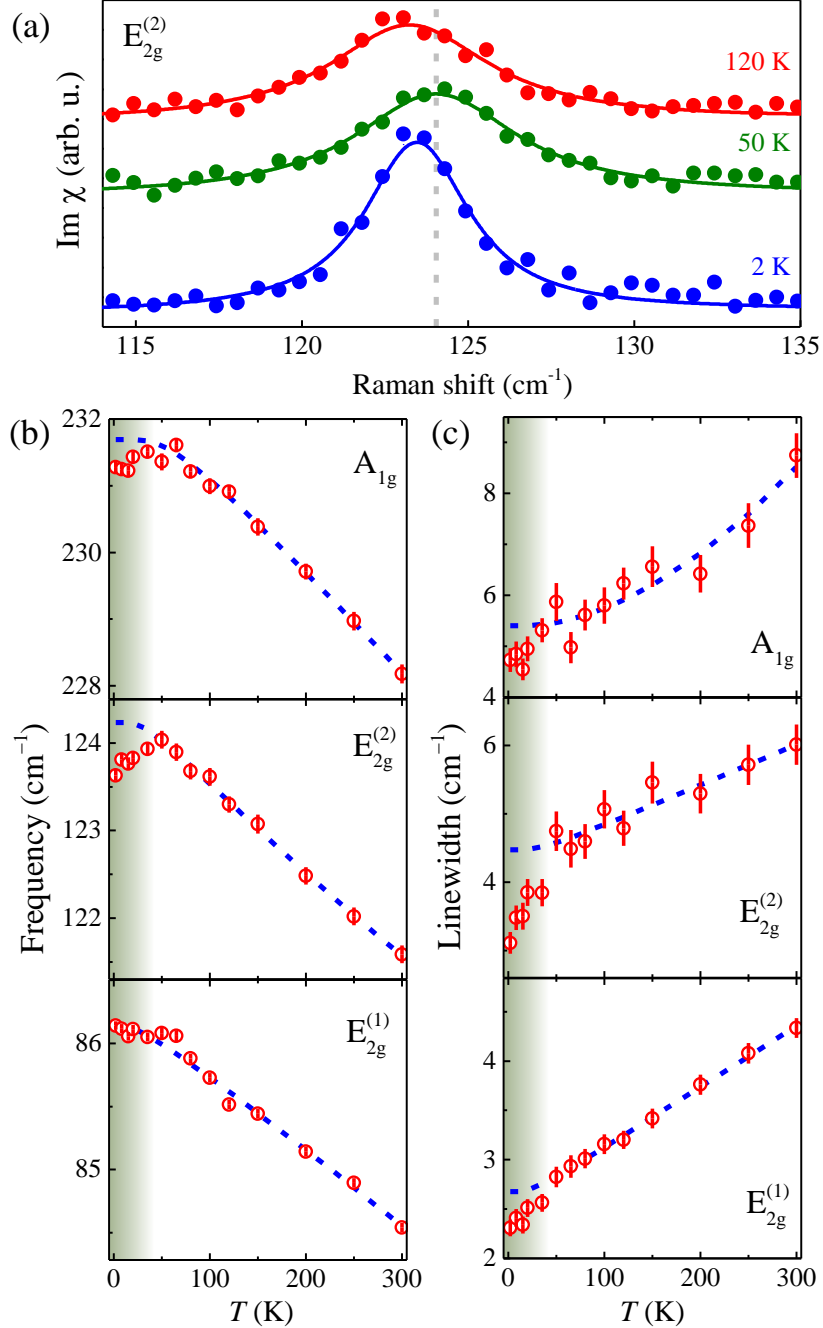 (a)
E2g(2)
120 K
50 K
2 K
Im χ (arb. u.)
115 120 125 130 135
Raman shift (cm-1)
(b)
232
230
228
A1g
124
123
122
E2g(2)
86
85
E2g(1)
Frequency (cm−1)
0 100 200 300
T (K)
(c)
8
6
4
A1g
6
4
E2g(2)
4
3
2
E2g(1)
Linewidth (cm−1)
0 100 200 300
T (K)